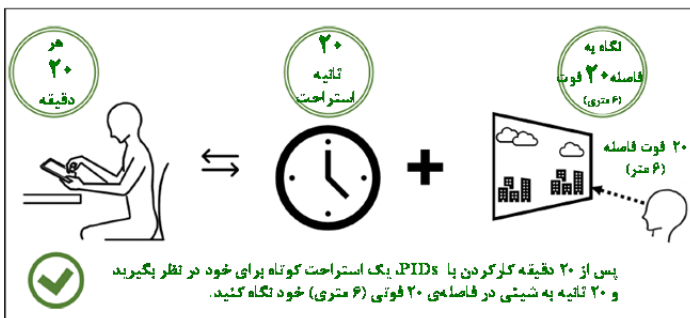 هر
۲۰
دقیقه
۲۰
ثانیه
استراحت
نگاه به
فاصله ۲۰ فوت
(۶ متری)
۲۰ فوت فاصله
(۶ متر)
پس از ۲۰ دقیقه کارکردن با PIDs، یک استراحت کوتاه برای خود در نظر بگیرید
و ۲۰ ثانیه به شیئی در فاصله‌ی ۲۰ فوتی (۶ متری) خود نگاه کنید.